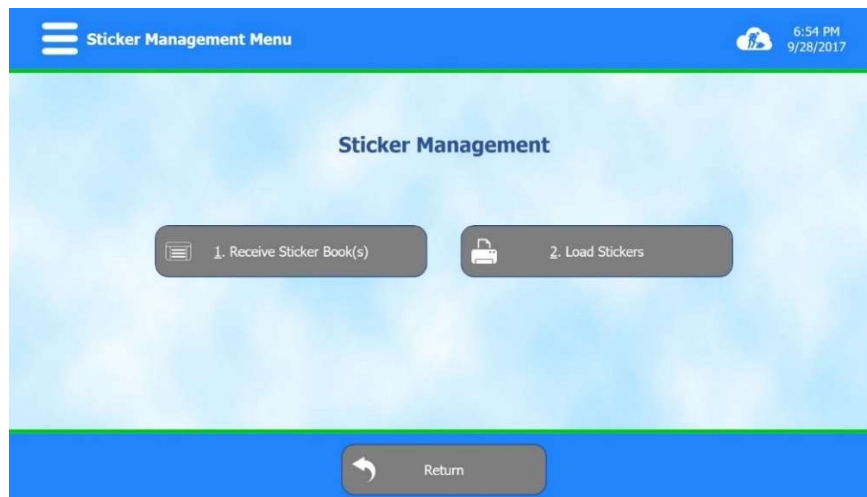 Sticker Management Menu
6:54 PM
9/28/2017
Sticker Management
1. Receive Sticker Book(s)
2. Load Stickers
Return